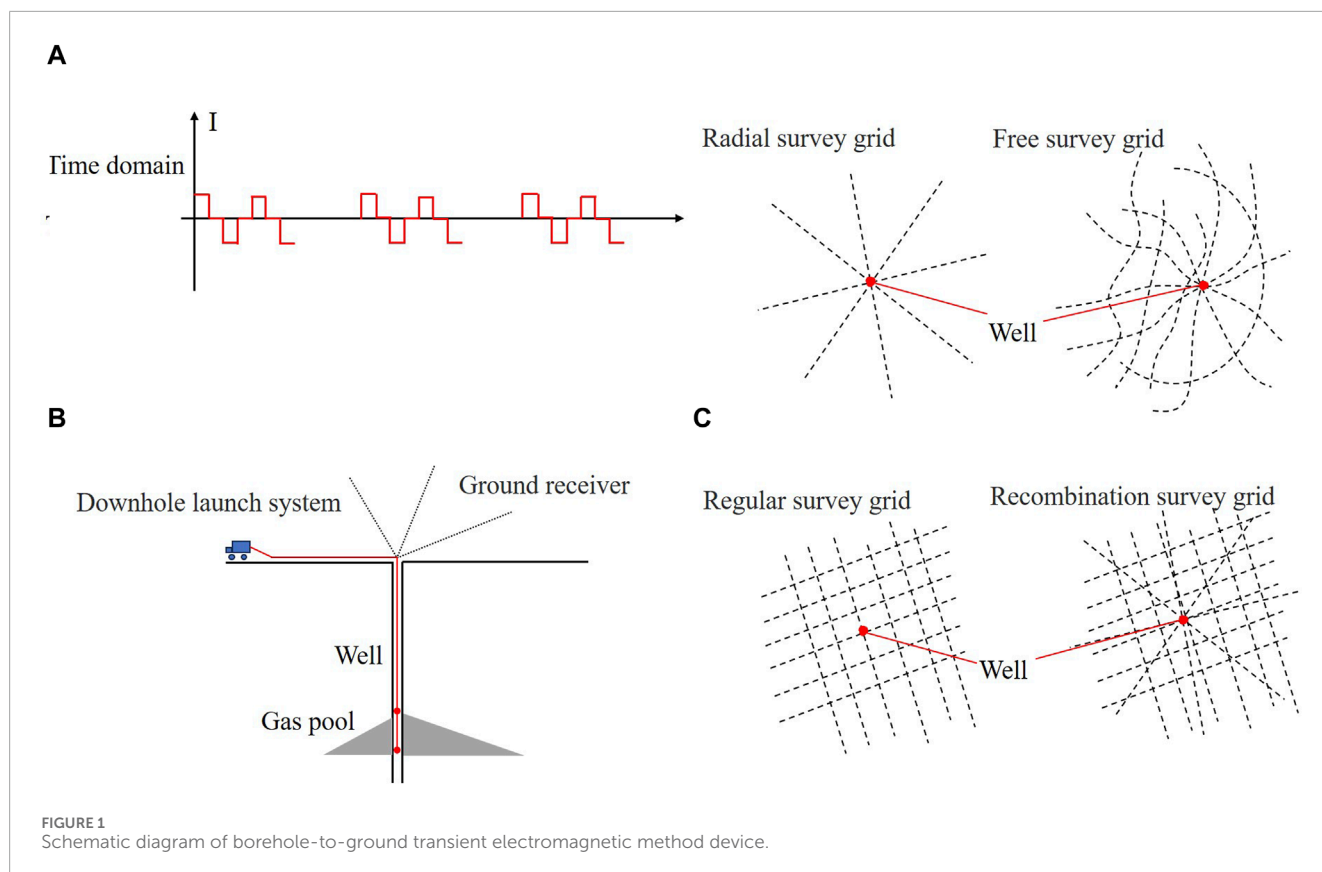 A
I
Time domain
Radial survey grid
Free survey grid
Well
B
Downhole launch system
Ground receiver
Well
Gas pool
C
Regular survey grid
Recombination survey grid
Well
FIGURE 1
Schematic diagram of borehole-to-ground transient electromagnetic method device.